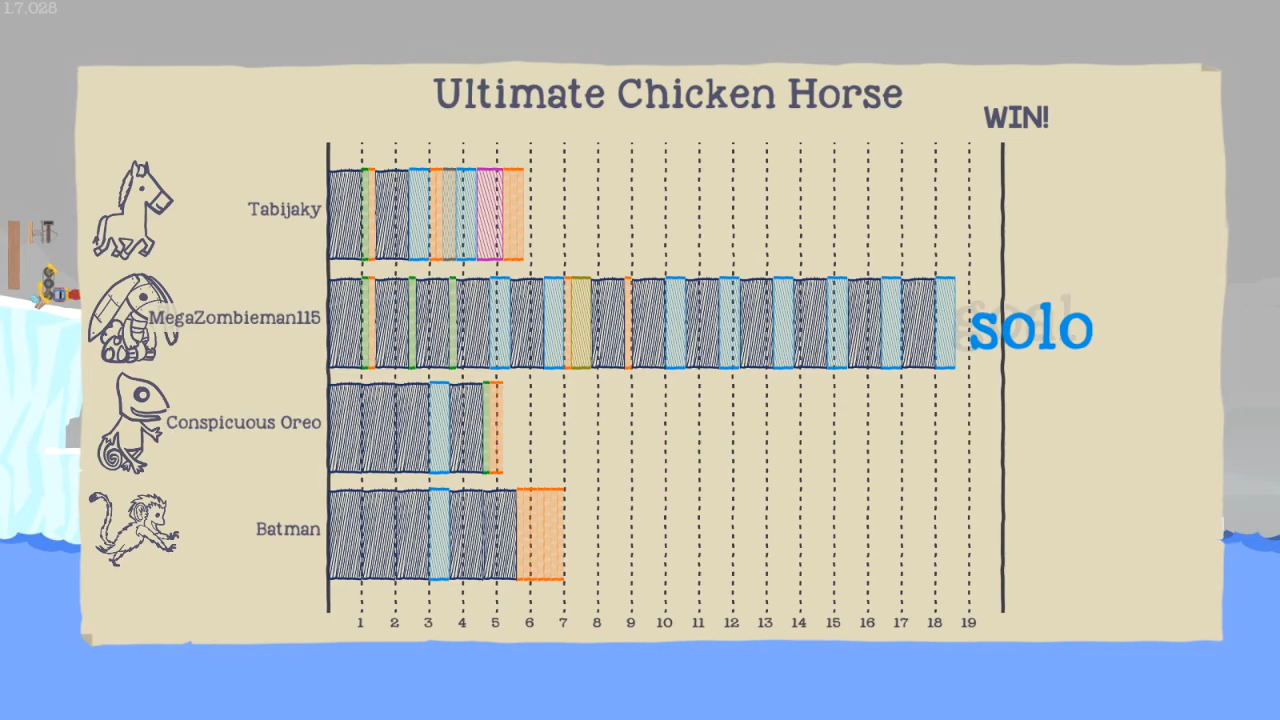 1.7.028
Ultimate Chicken Horse
WIN!
Tabijaky
MegaZombieman115
goal
solo
Conspicuous Oreo
Batman
1 2 3 4 5 6 7 8 9 10 11 12 13 14 15 16 17 18 19